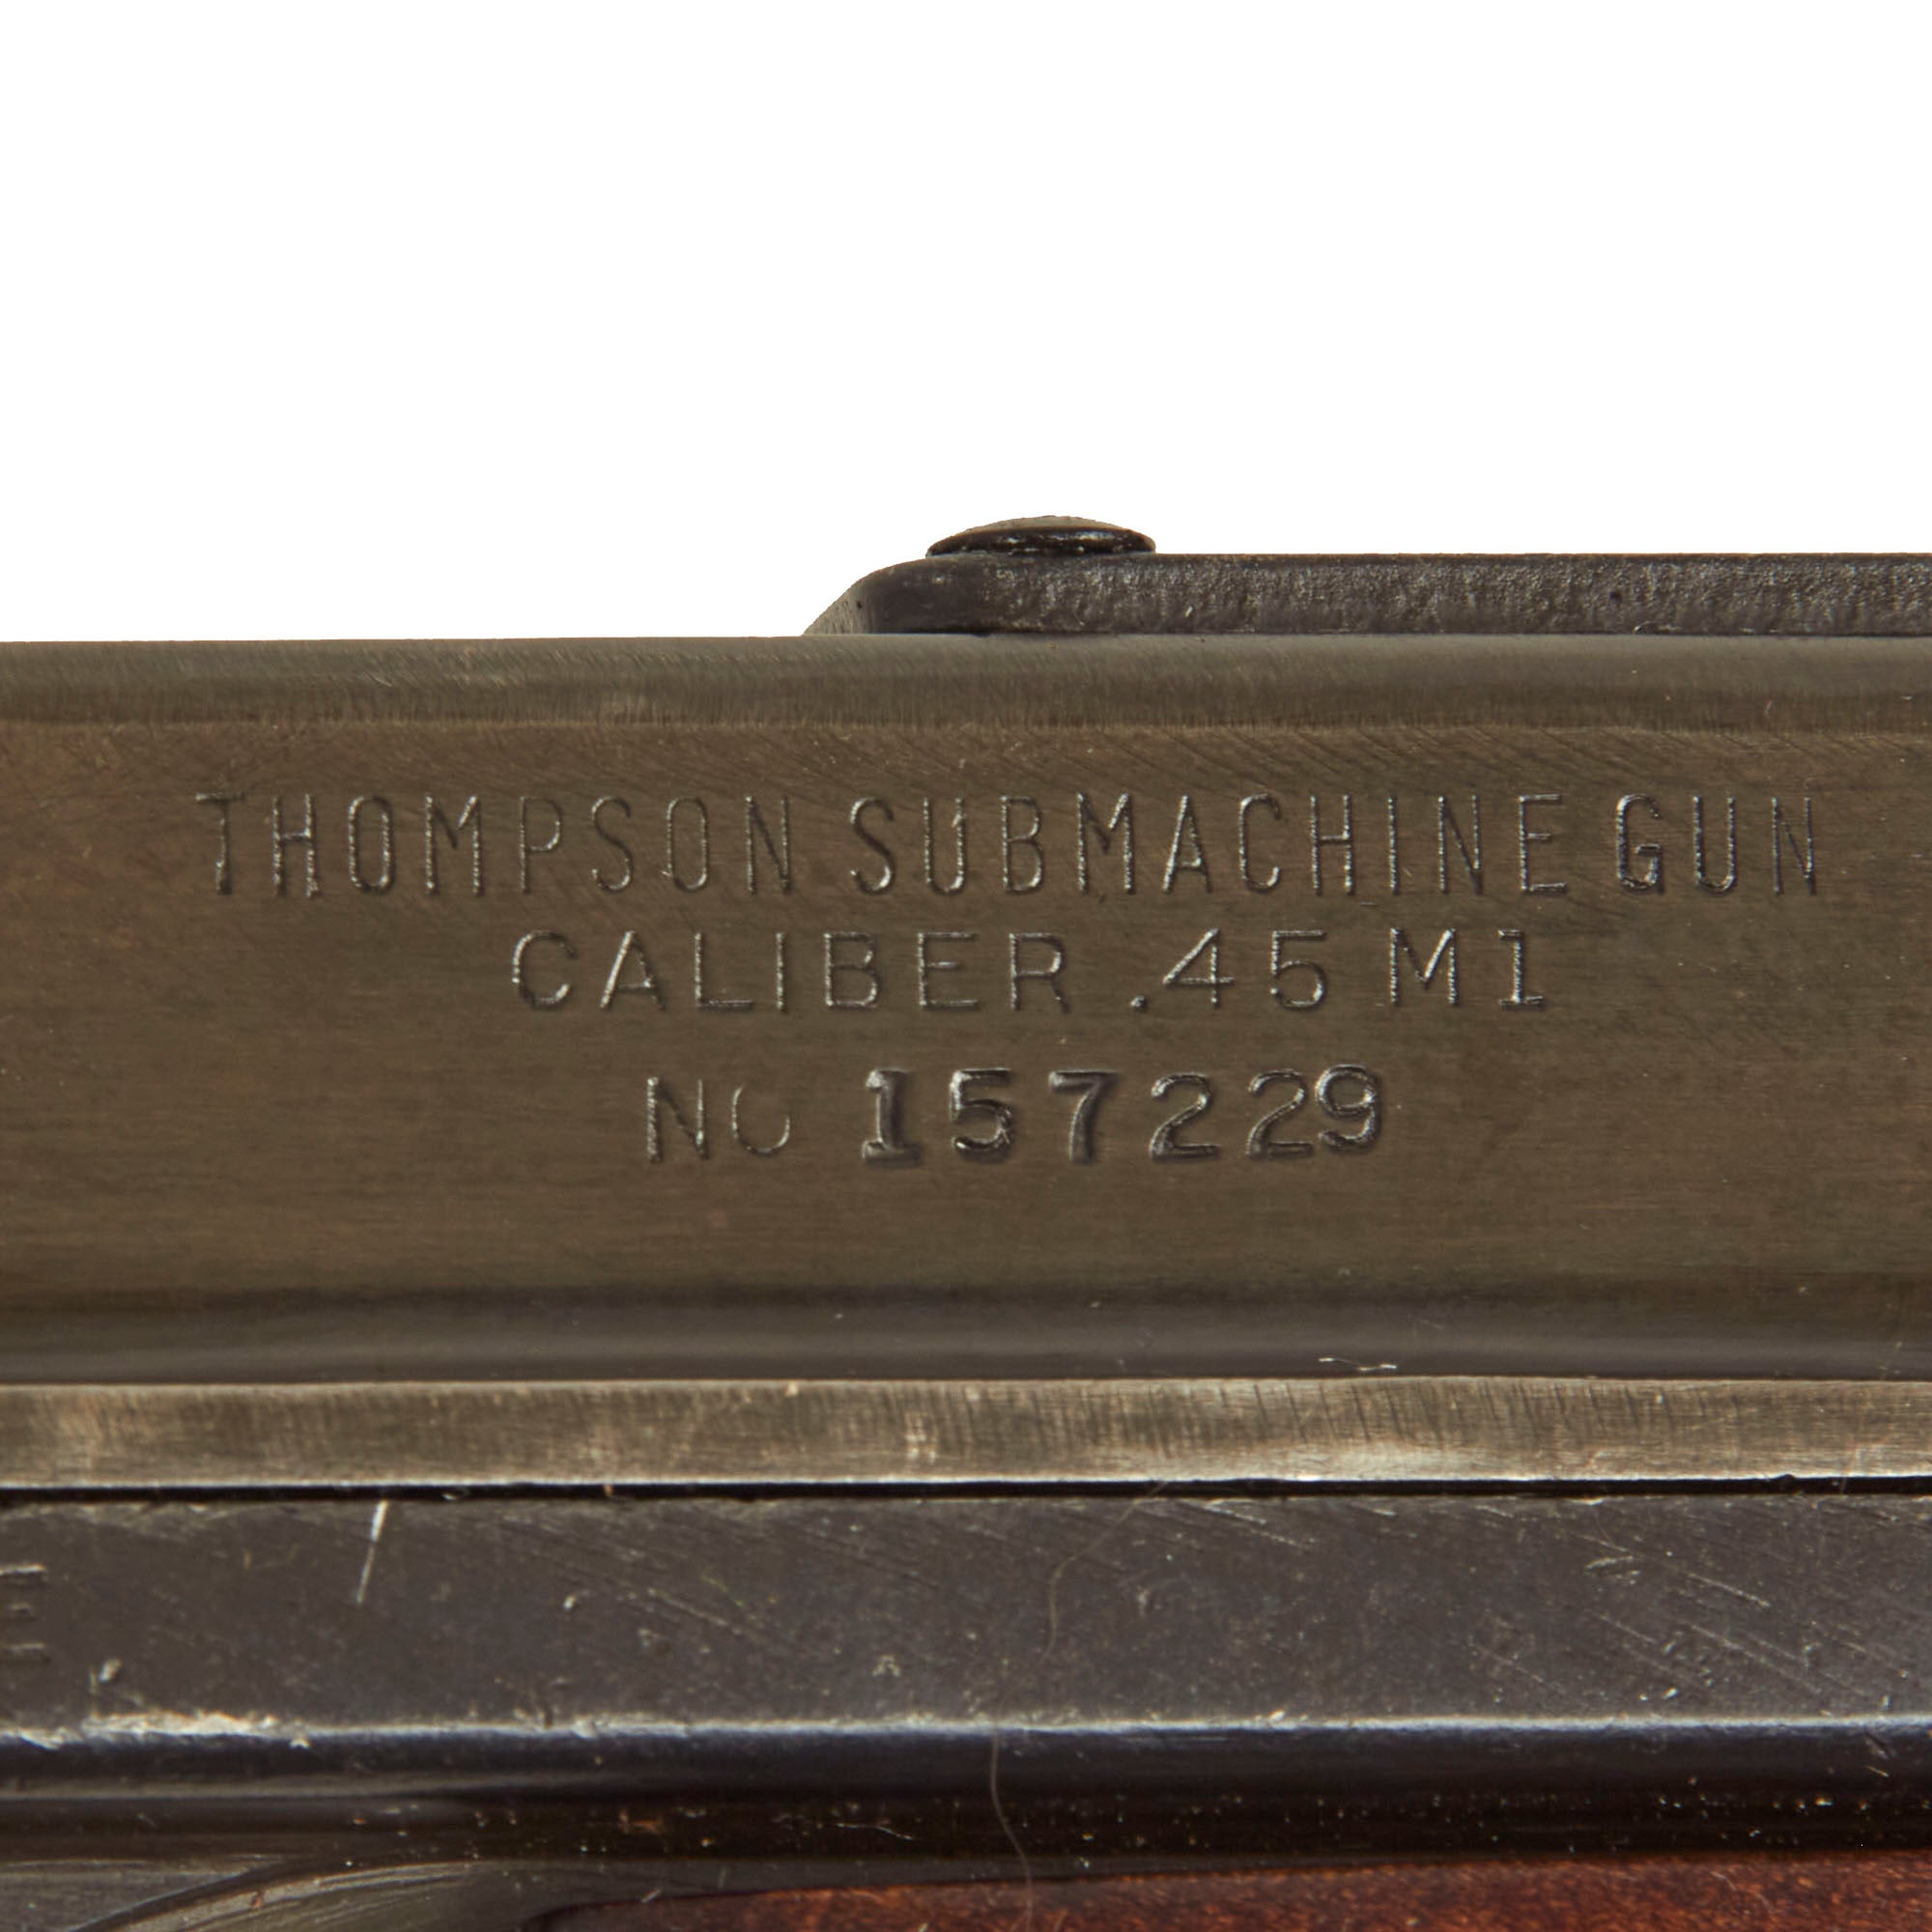 THOMPSON SUBMACHINE GUN
CALIBER .45 M1
NO 157229
E